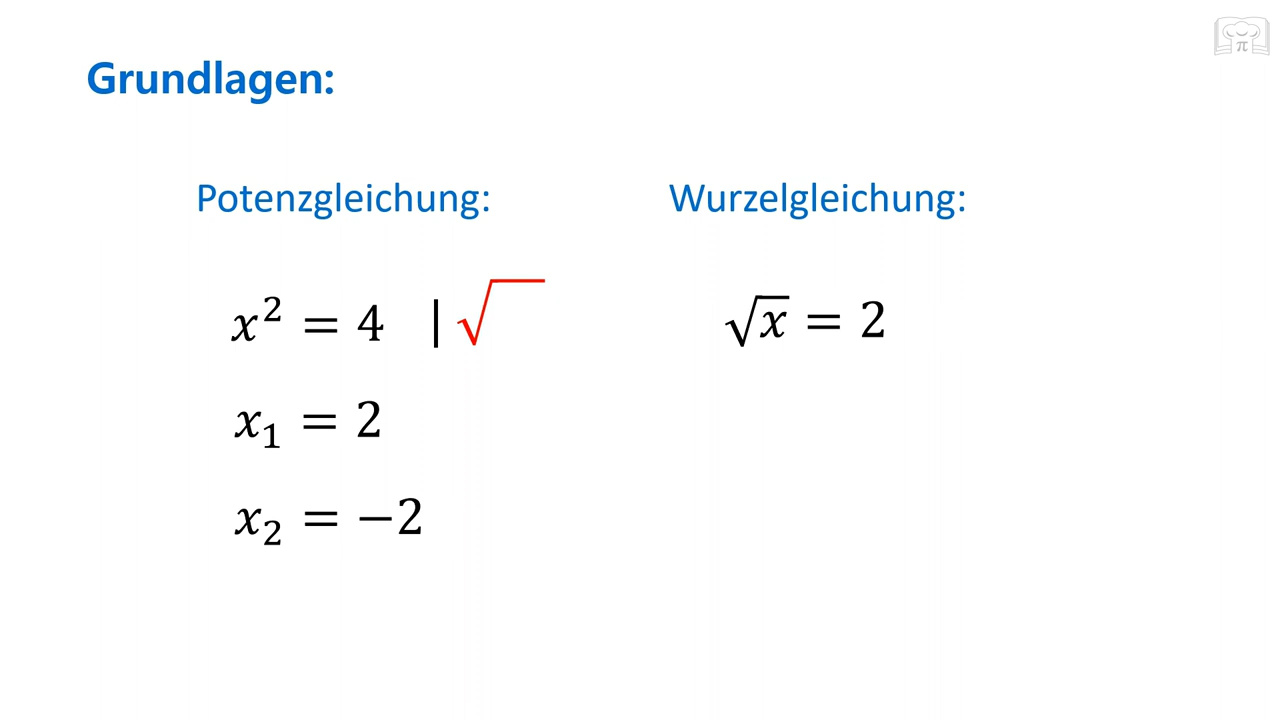 Grundlagen:
Potenzgleichung:
x² = 4 | √
x₁ = 2
x₂ = −2
Wurzelgleichung:
√x = 2
π